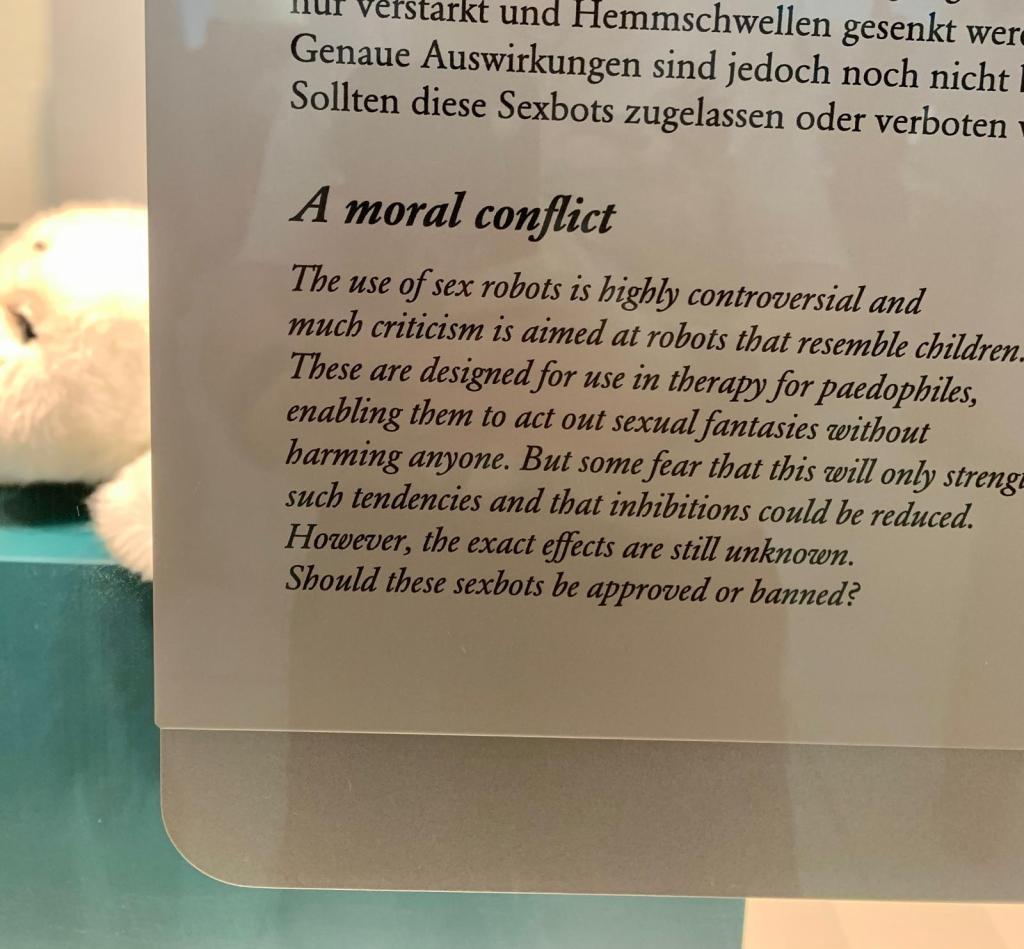 nur verstärkt und Hemmschwellen gesenkt
Genaue Auswirkungen sind jedoch noch nicht
Sollten diese Sexbots zugelassen oder verboten
A moral conflict
The use of sex robots is highly controversial and
much criticism is aimed at robots that resemble children.
These are designed for use in therapy for paedophiles,
enabling them to act out sexual fantasies without
harming anyone. But some fear that this will only
such tendencies and that inhibitions could be reduced.
However, the exact effects are still unknown.
Should these sexbots be approved or banned?